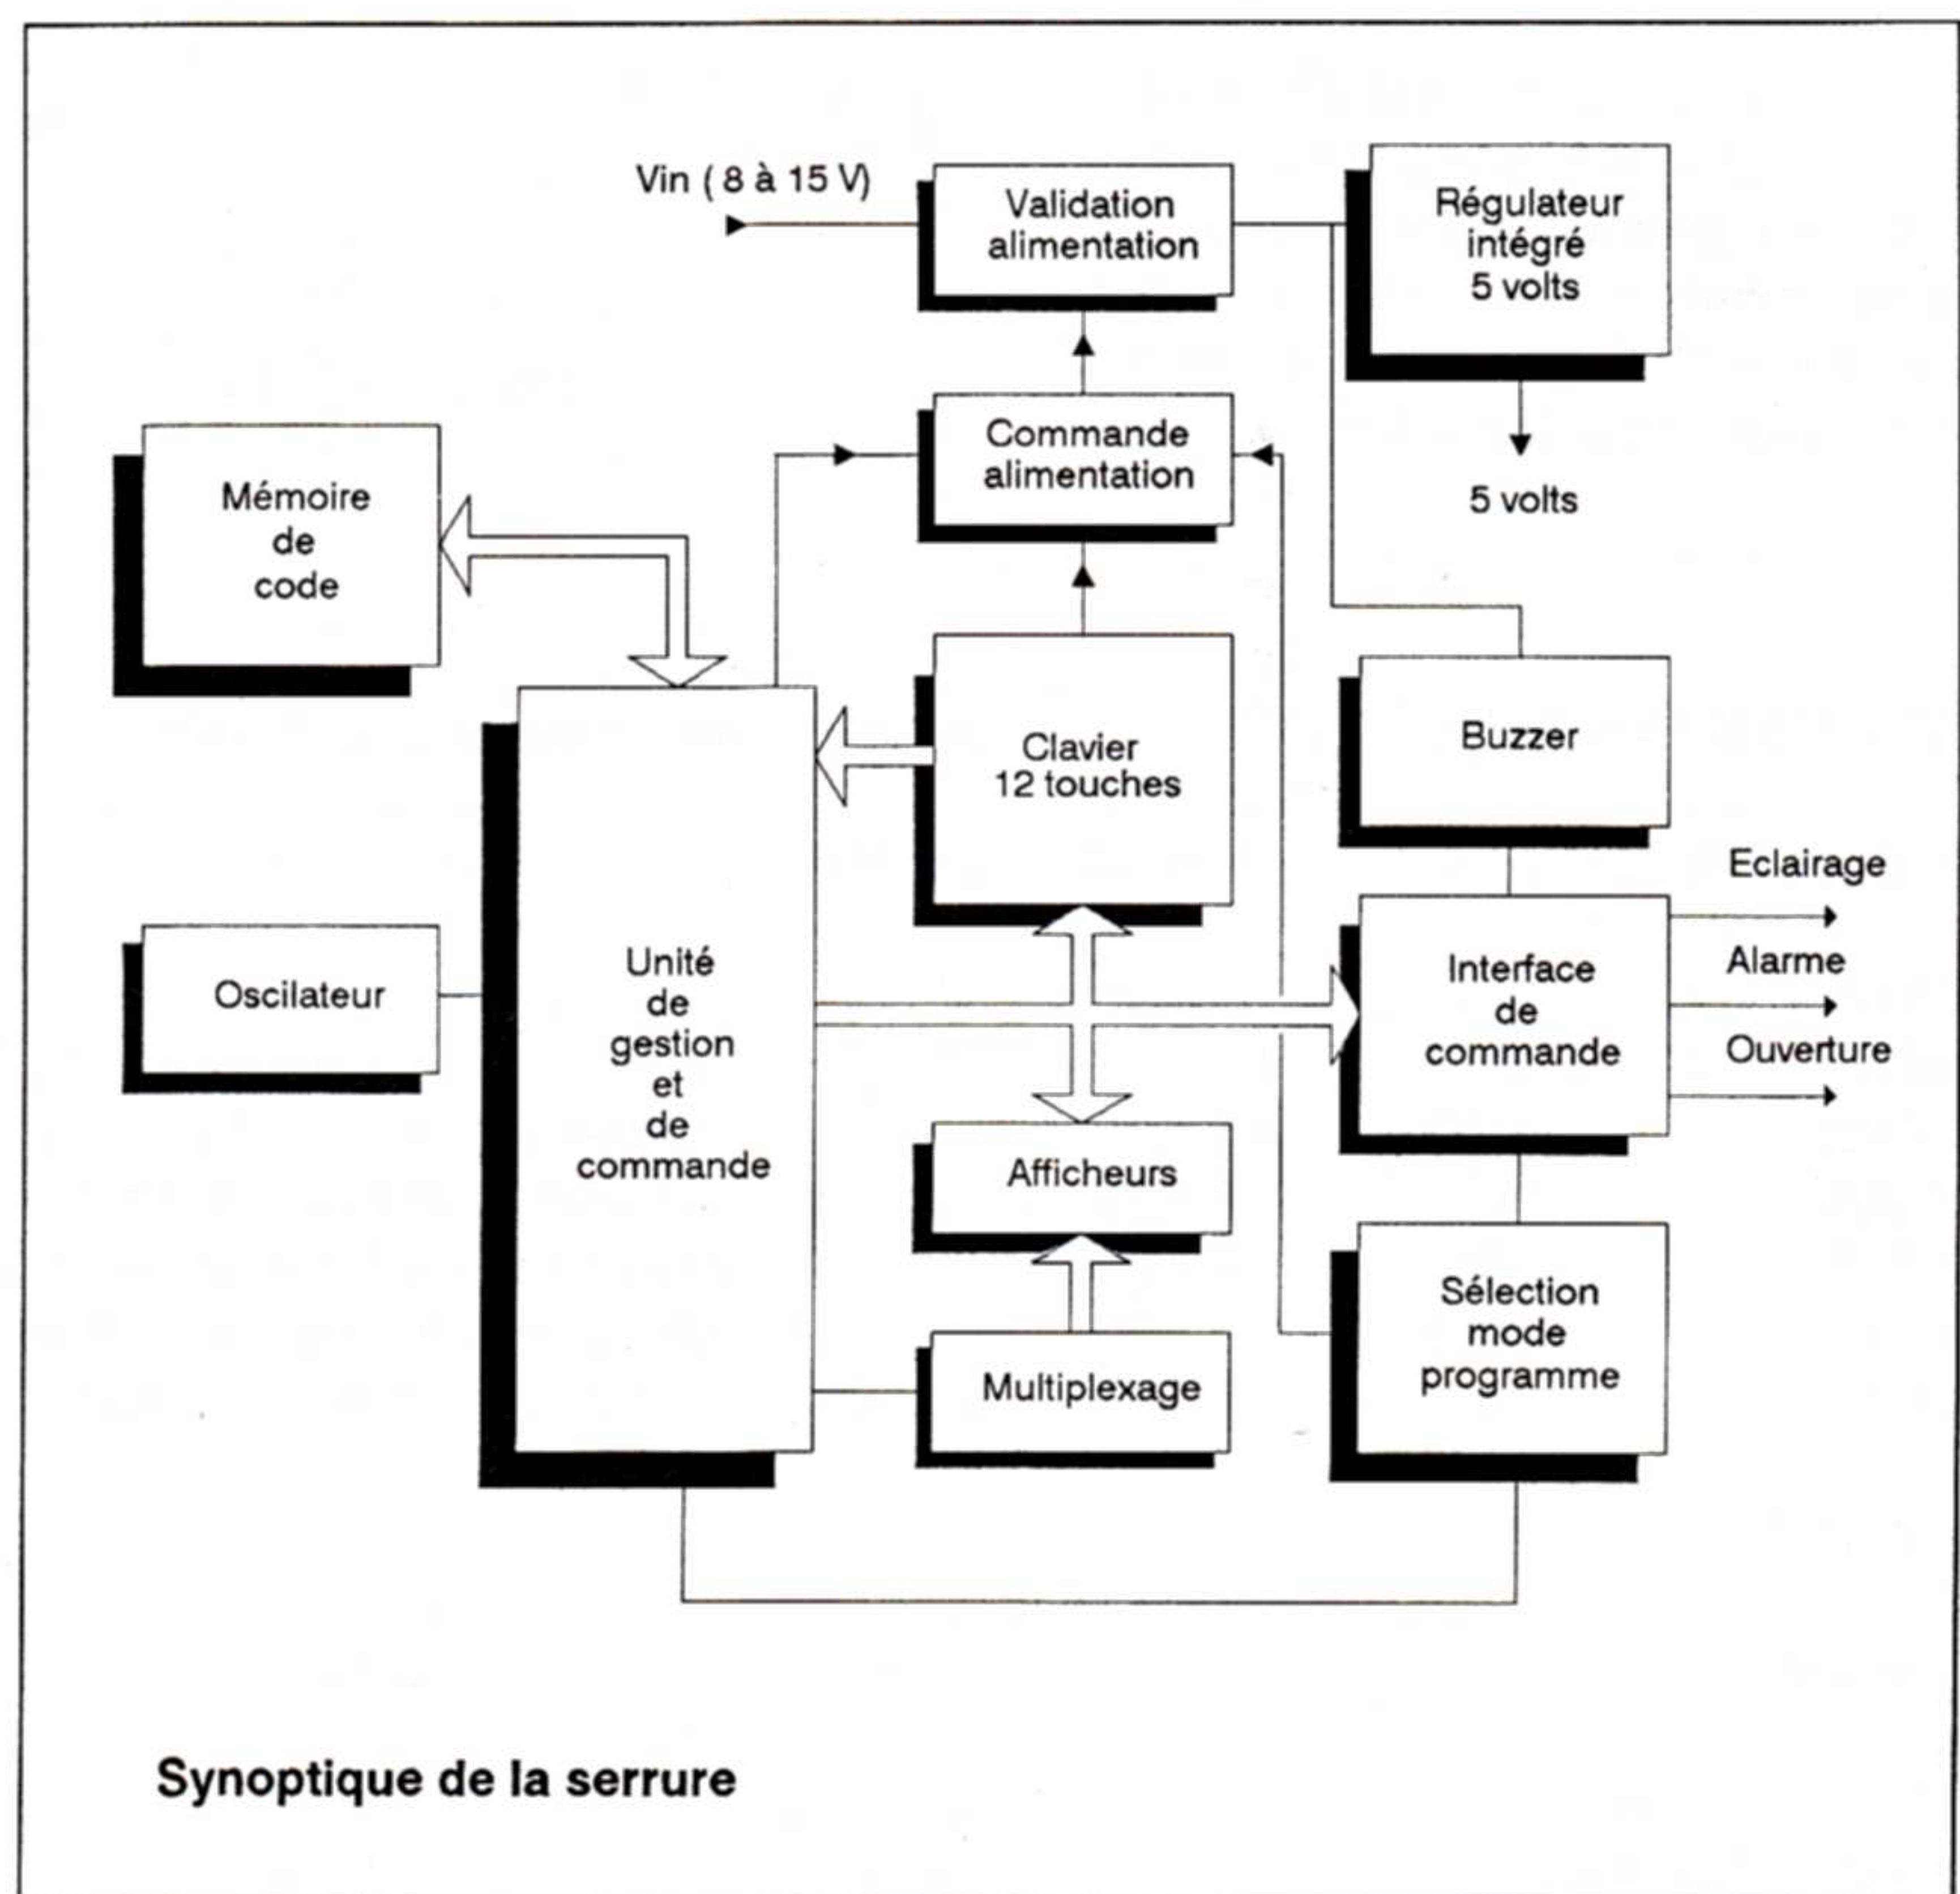 Vin ( 8 à 15 V)
Validation
alimentation
Régulateur
intégré
5 volts
Commande
alimentation
5 volts
Mémoire
de
code
Clavier
12 touches
Buzzer
Eclairage
Alarme
Ouverture
Oscilateur
Unité
de
gestion
et
de
commande
Interface
de
commande
Afficheurs
Sélection
mode
programme
Multiplexage
Synoptique de la serrure